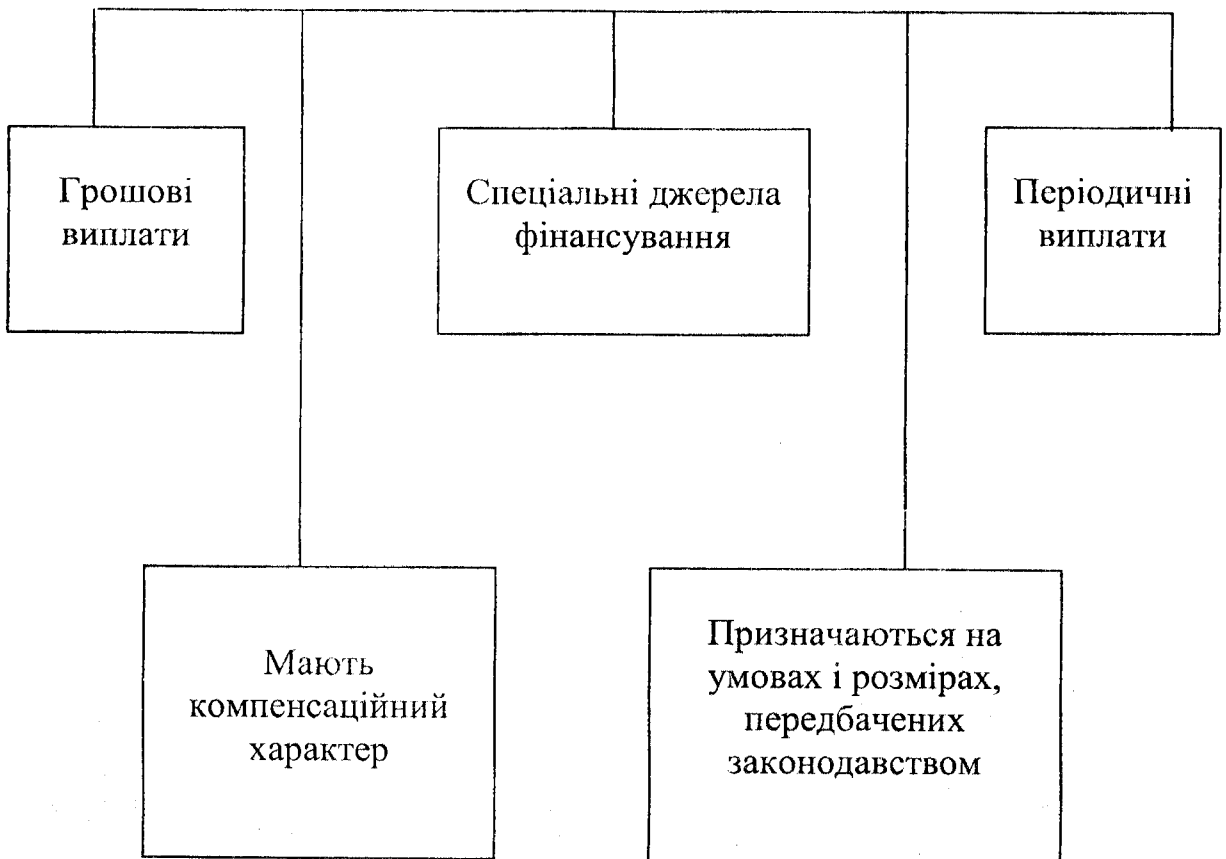 Грошові
виплати
Спеціальні джерела
фінансування
Періодичні
виплати
Мають
компенсаційний
характер
Призначаються на
умовах і розмірах,
передбачених
законодавством